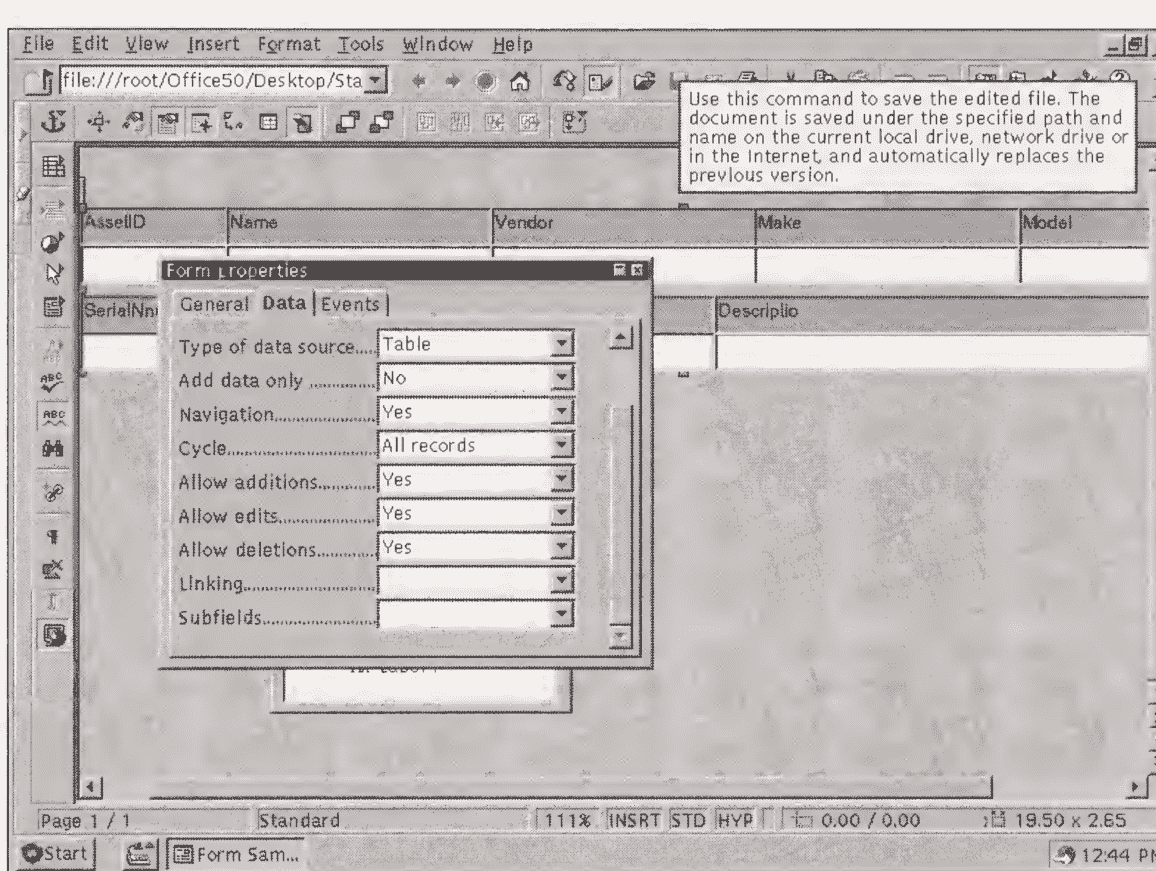 File Edit View Insert Format Tools Window Help
file:///root/Office50/Desktop/Sta
Use this command to save the edited file. The
document is saved under the specified path and
name on the current local drive, network drive or
in the Internet, and automatically replaces the
previous version.
AssetID Name Vendor Make Model
Form Properties
SerialNn Descriptio
General Data Events
Type of data source..... Table
Add data only ............. No
Navigation.................... Yes
Cycle............................. All records
Allow additions........... Yes
Allow edits................... Yes
Allow deletions............ Yes
Linking..........................
Subfields......................
Page 1 / 1 Standard 111% INSRT STD HYP 0.00 / 0.00 19.50 x 2.65
Start Form Sam... 12:44 PM